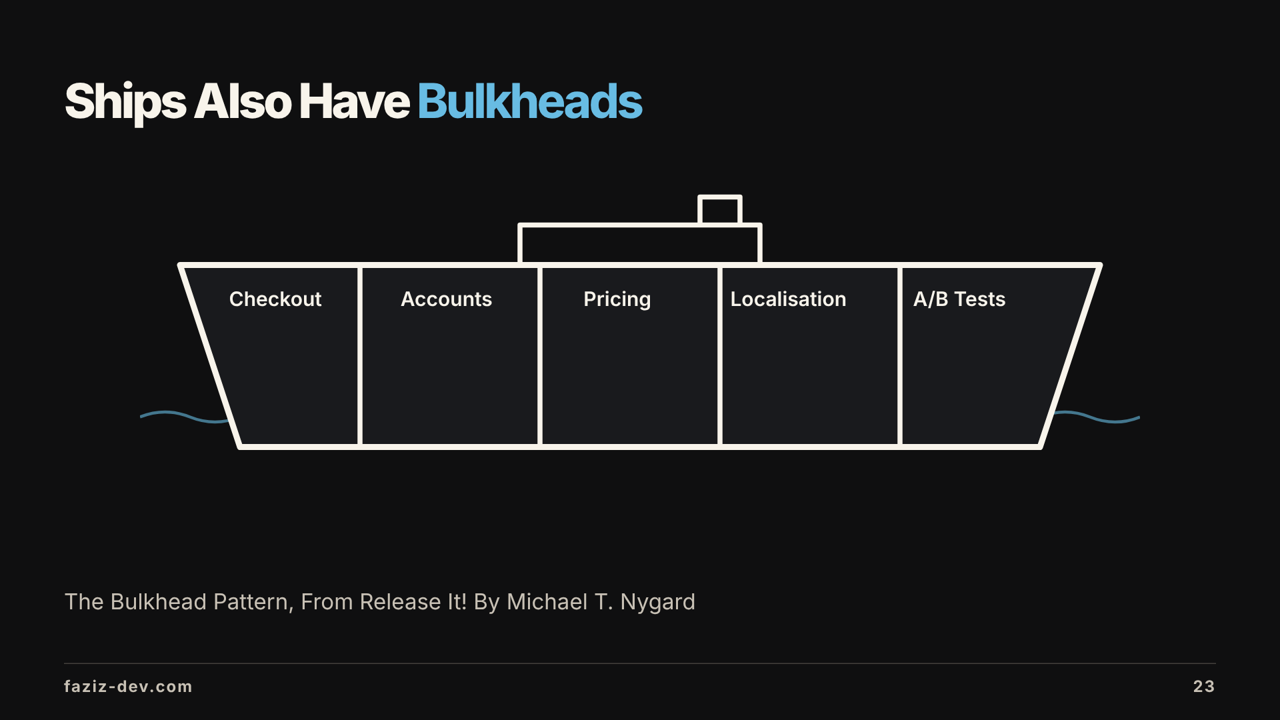 Ships Also Have Bulkheads
Checkout
Accounts
Pricing
Localisation
A/B Tests
The Bulkhead Pattern, From Release It! By Michael T. Nygard
faziz-dev.com
23